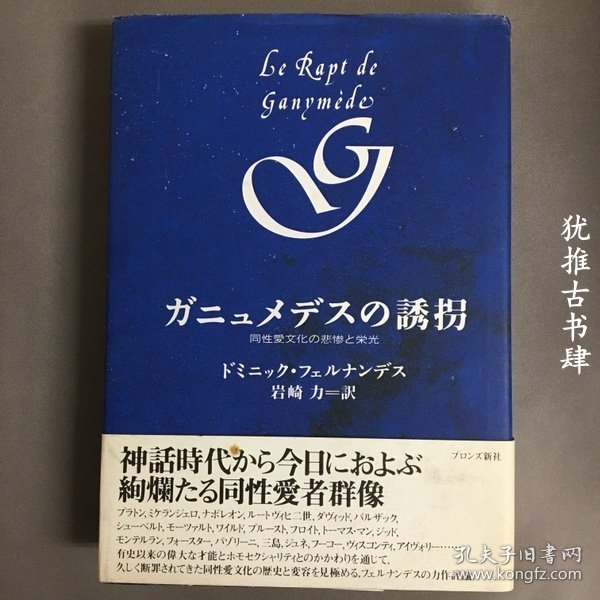 Le Rapt de
Ganymède
G
ガニュメデスの誘拐
同性愛文化の悲惨と栄光
ドミニック・フェルナンデス
岩崎 力＝訳
ブロンズ新社
神話時代から今日におよぶ
絢爛たる同性愛者群像
プラトン、ミケランジェロ、ナポレオン、ルートヴィヒ二世、ダヴィッド、バルザック、
シューベルト、モーツァルト、ワイルド、プルースト、フロイト、トーマス・マン、ジッド、
モンテルラン、フォースター、パゾリーニ、三島、ジュネ、フーコー、ヴィスコンティ、アイヴォリー……
有史以来の偉大な才能とホモセクシャリティとのかかわりを通じて、
久しく断罪されてきた同性愛文化の歴史と変容を見極める、フェルナンデスの力作評
犹推古书肆
孔夫子旧书网
www.kongfz.com